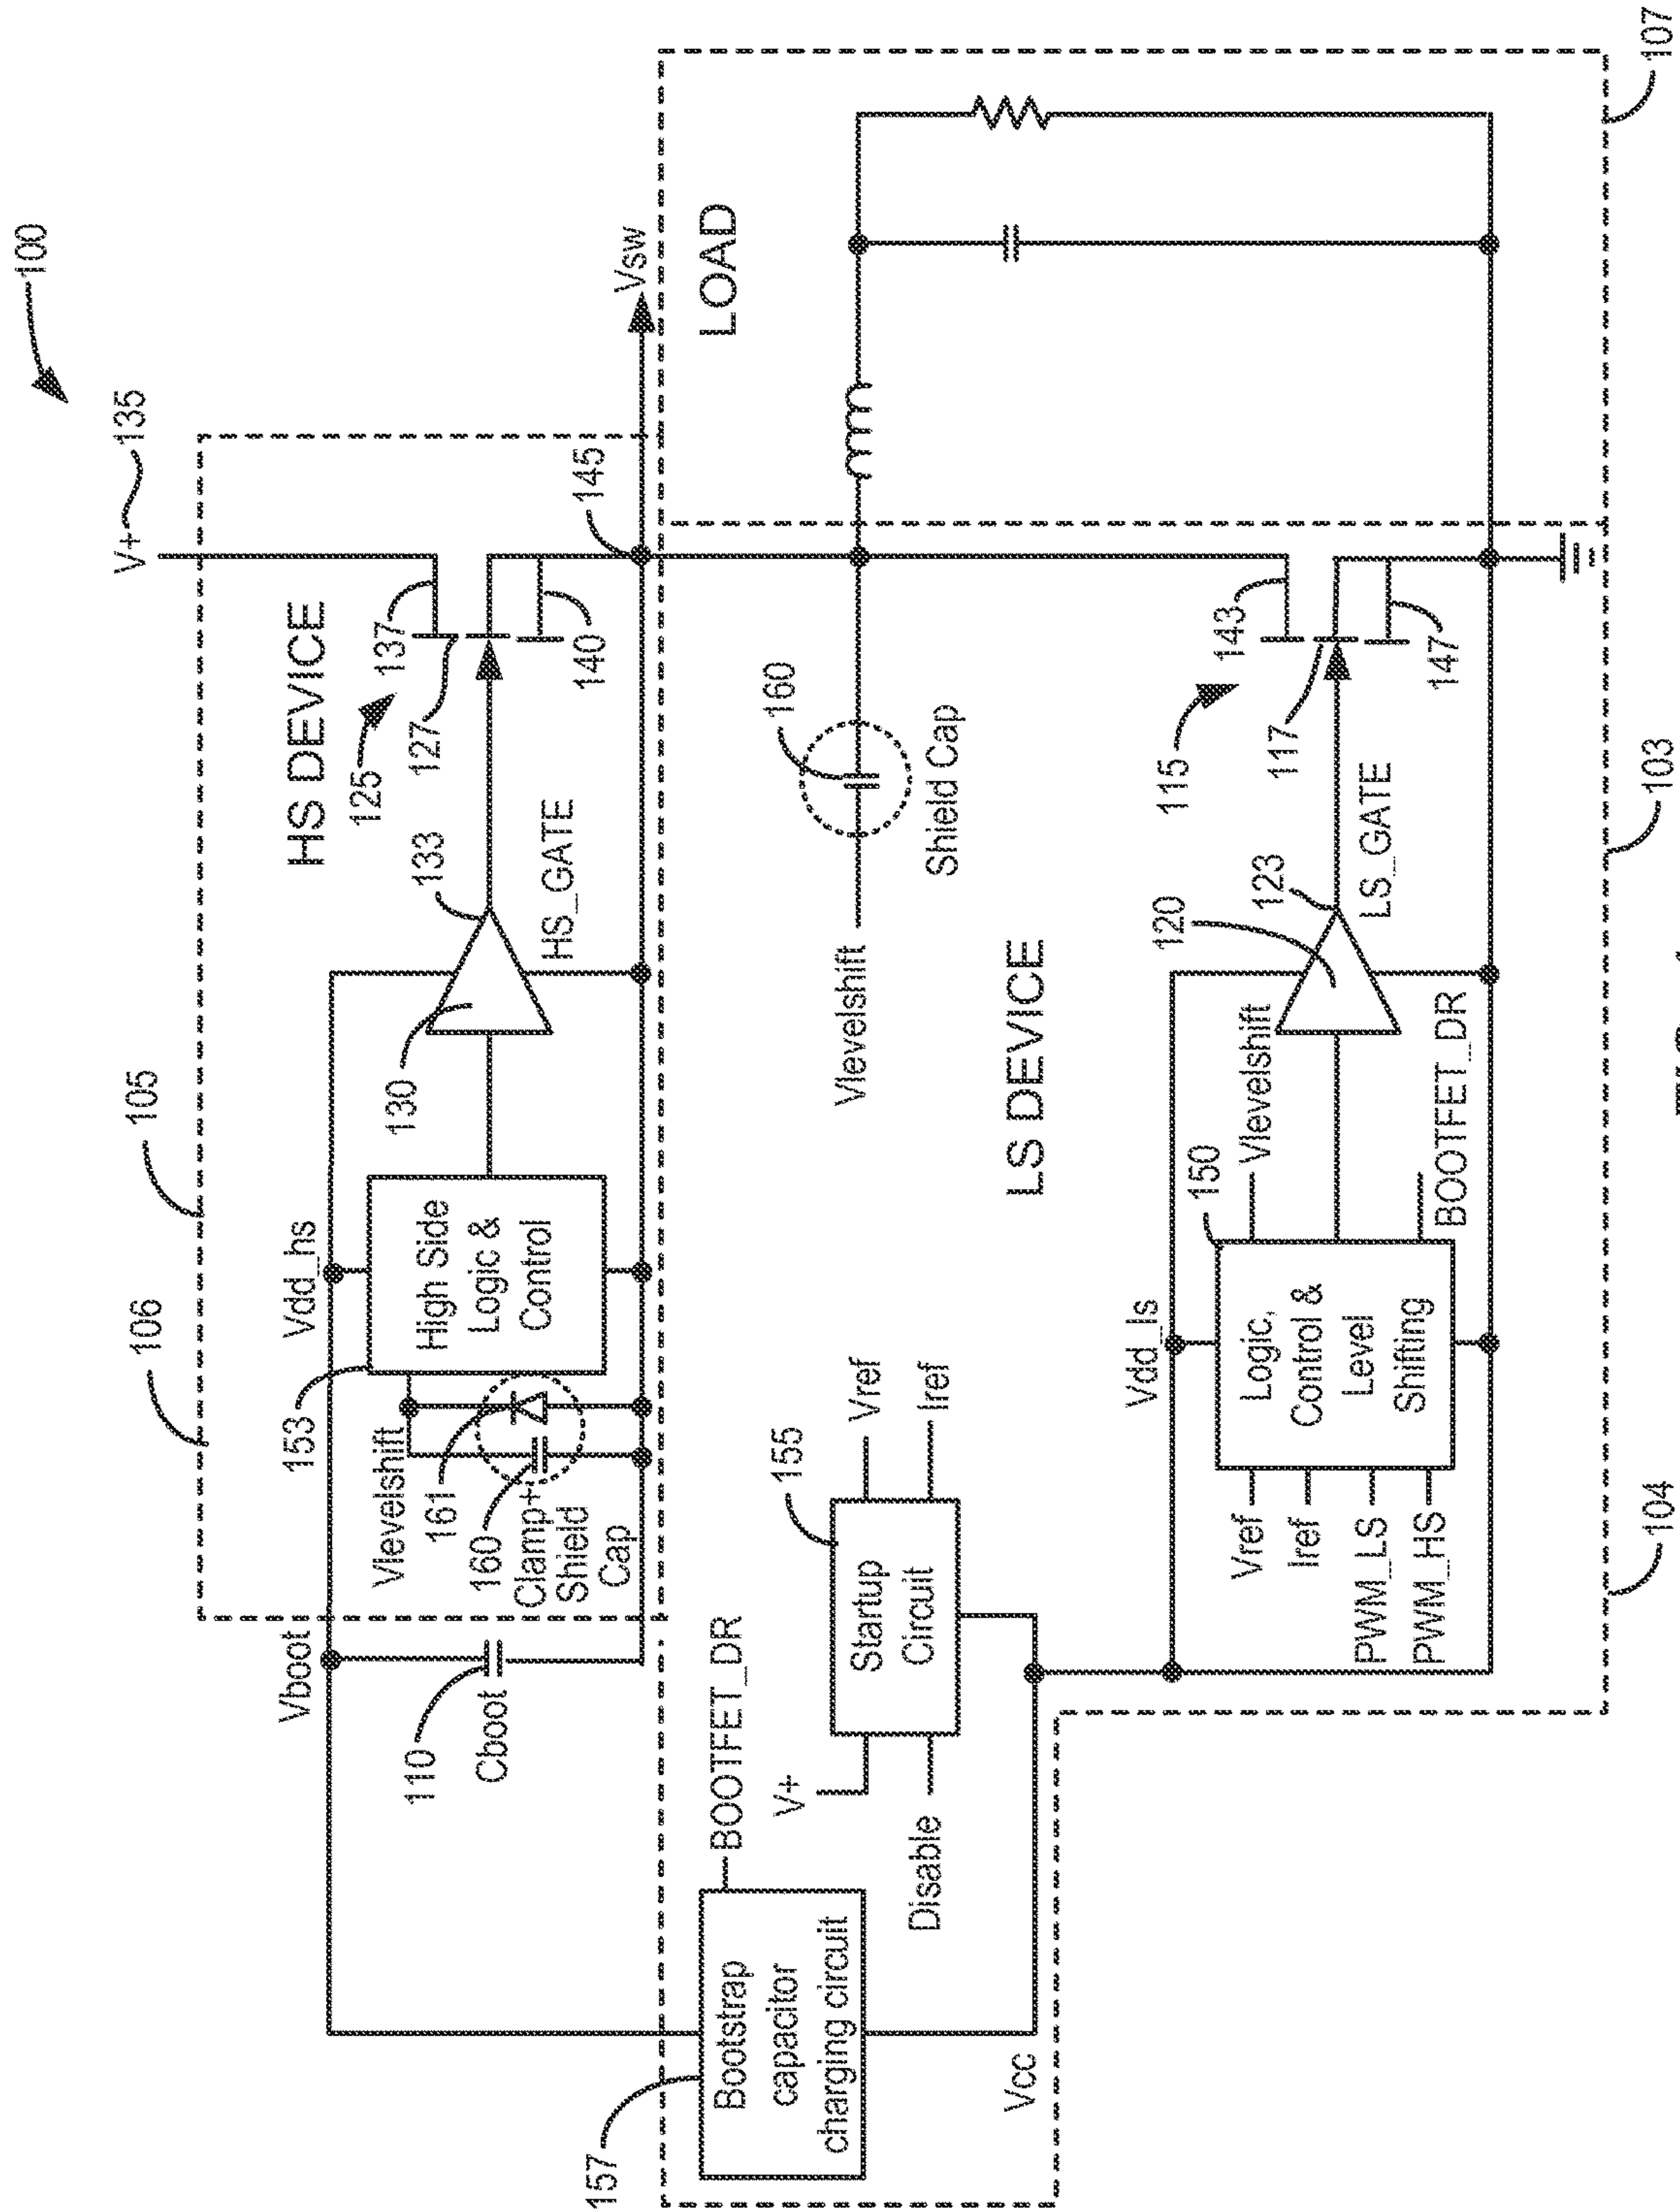 100
V+
135
105
106
HS DEVICE
137
125
127
140
145
Vsw
133
130
HS_GATE
Vdd_hs
High Side
Logic &
Control
153
Vlevelshift
161
160
Clamp+
Shield
Cap
Vboot
110
Cboot
157
Bootstrap
capacitor
charging circuit
BOOTFET_DR
Vcc
V+
Disable
155
Startup
Circuit
Vref
Iref
Vlevelshift
160
Shield Cap
LOAD
107
LS DEVICE
143
115
117
147
LS_GATE
123
120
Vdd_ls
150
Vlevelshift
BOOTFET_DR
Logic,
Control &
Level
Shifting
Vref
Iref
PWM_LS
PWM_HS
104
103